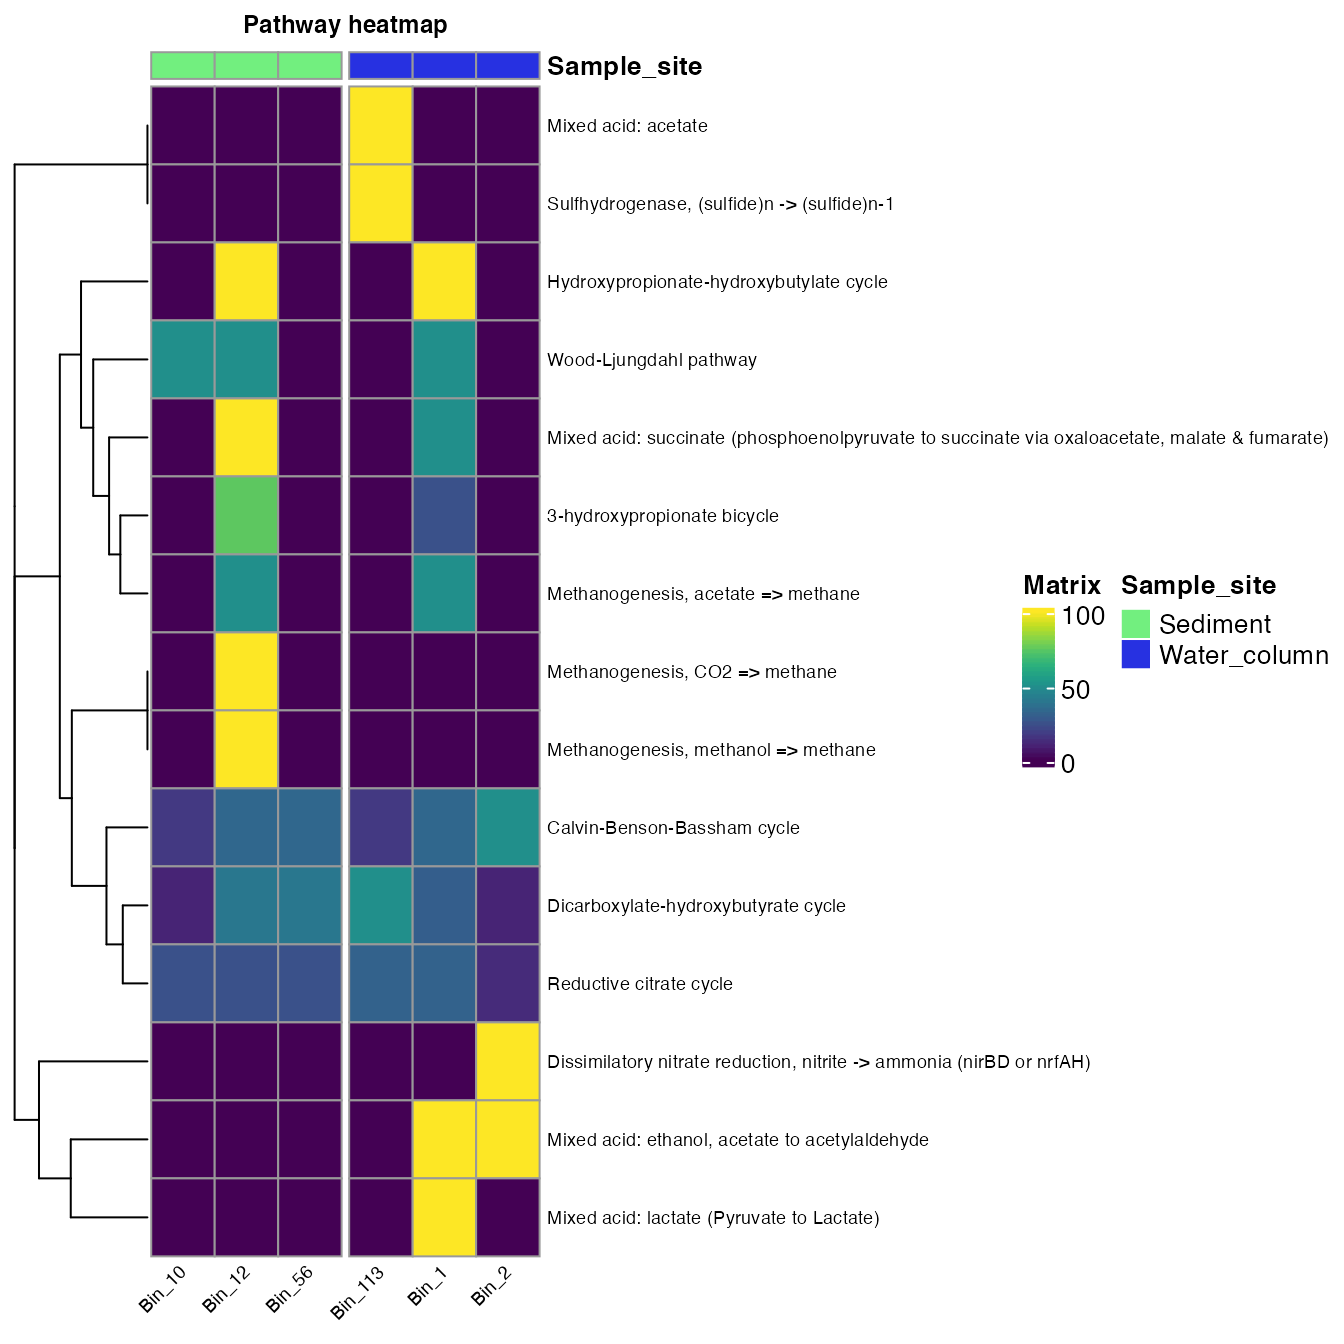 Pathway heatmap
Sample_site
Mixed acid: acetate
Sulfhydrogenase, (sulfide)n -> (sulfide)n-1
Hydroxypropionate-hydroxybutylate cycle
Wood-Ljungdahl pathway
Mixed acid: succinate (phosphoenolpyruvate to succinate via oxaloacetate, malate & fumarate)
3-hydroxypropionate bicycle
Methanogenesis, acetate => methane
Methanogenesis, CO2 => methane
Methanogenesis, methanol => methane
Calvin-Benson-Bassham cycle
Dicarboxylate-hydroxybutyrate cycle
Reductive citrate cycle
Dissimilatory nitrate reduction, nitrite -> ammonia (nirBD or nrfAH)
Mixed acid: ethanol, acetate to acetylaldehyde
Mixed acid: lactate (Pyruvate to Lactate)
Bin_10 Bin_12 Bin_56 Bin_113 Bin_1 Bin_2
Matrix
100
50
0
Sample_site
Sediment
Water_column